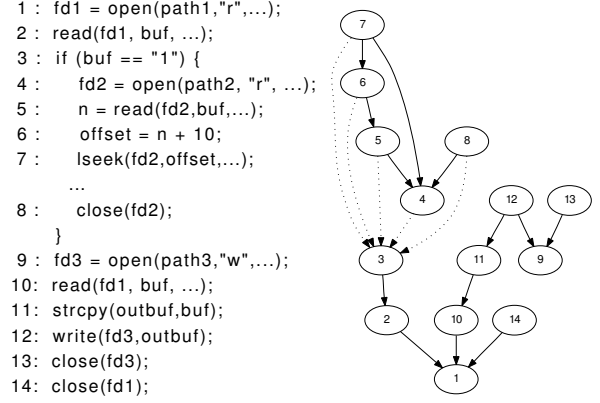 1 : fd1 = open(path1,"r",...);
2 : read(fd1, buf, ...);
3 : if (buf == "1") {
4 : fd2 = open(path2, "r", ...);
5 : n = read(fd2,buf,...);
6 : offset = n + 10;
7 : lseek(fd2,offset,...);
...
8 : close(fd2);
}
9 : fd3 = open(path3,"w",...);
10: read(fd1, buf, ...);
11: strcpy(outbuf,buf);
12: write(fd3,outbuf);
13: close(fd3);
14: close(fd1);
7
6
5 8
4 12 13
3 11 9
2 10 14
1